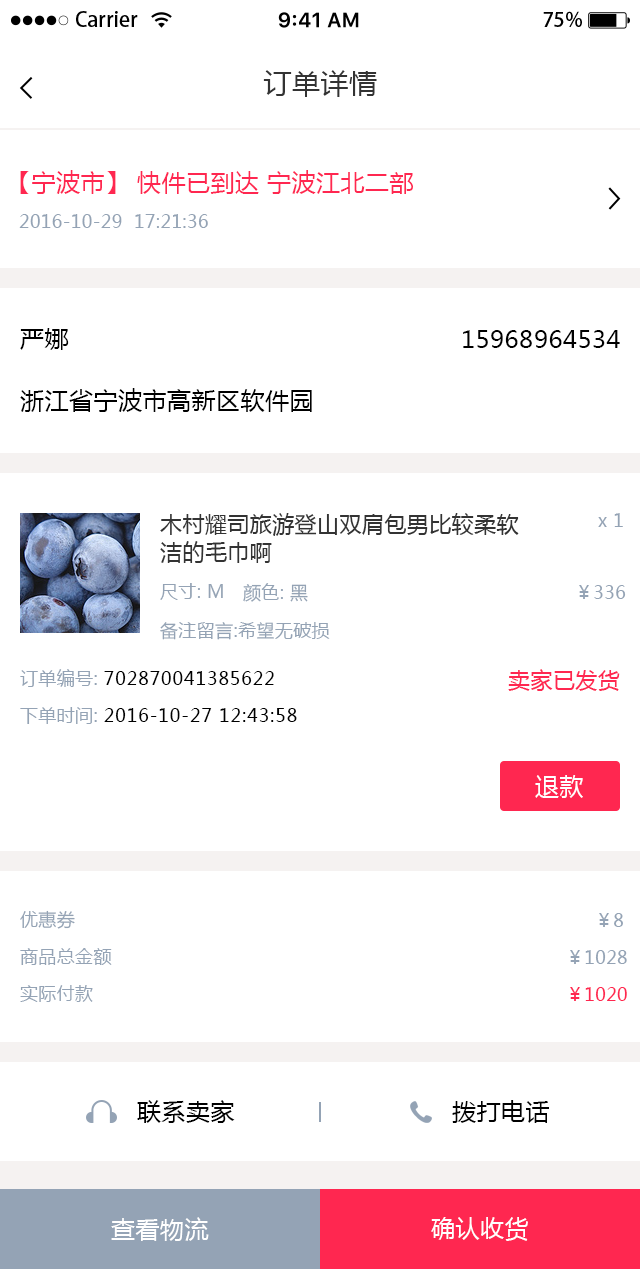 Carrier 9:41 AM 75%
订单详情
【宁波市】 快件已到达 宁波江北二部
2016-10-29 17:21:36
严娜 15968964534
浙江省宁波市高新区软件园
木村耀司旅游登山双肩包男比较柔软 x 1
洁的毛巾啊
尺寸: M 颜色: 黑 ¥336
备注留言:希望无破损
订单编号: 702870041385622 卖家已发货
下单时间: 2016-10-27 12:43:58
退款
优惠券 ¥8
商品总金额 ¥1028
实际付款 ¥1020
联系卖家 | 拨打电话
查看物流 确认收货